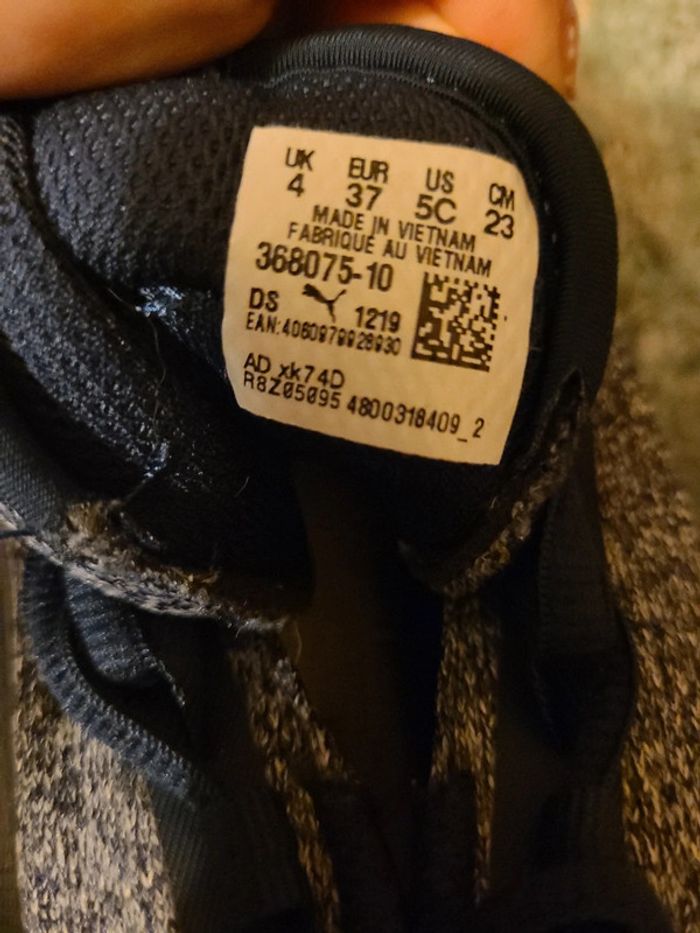 UK EUR US CM
4 37 5C 23
MADE IN VIETNAM
FABRIQUE AU VIETNAM
368075-10
DS 1219
EAN:4060979928930
AD xk74D
R8Z05095 4800318409_2